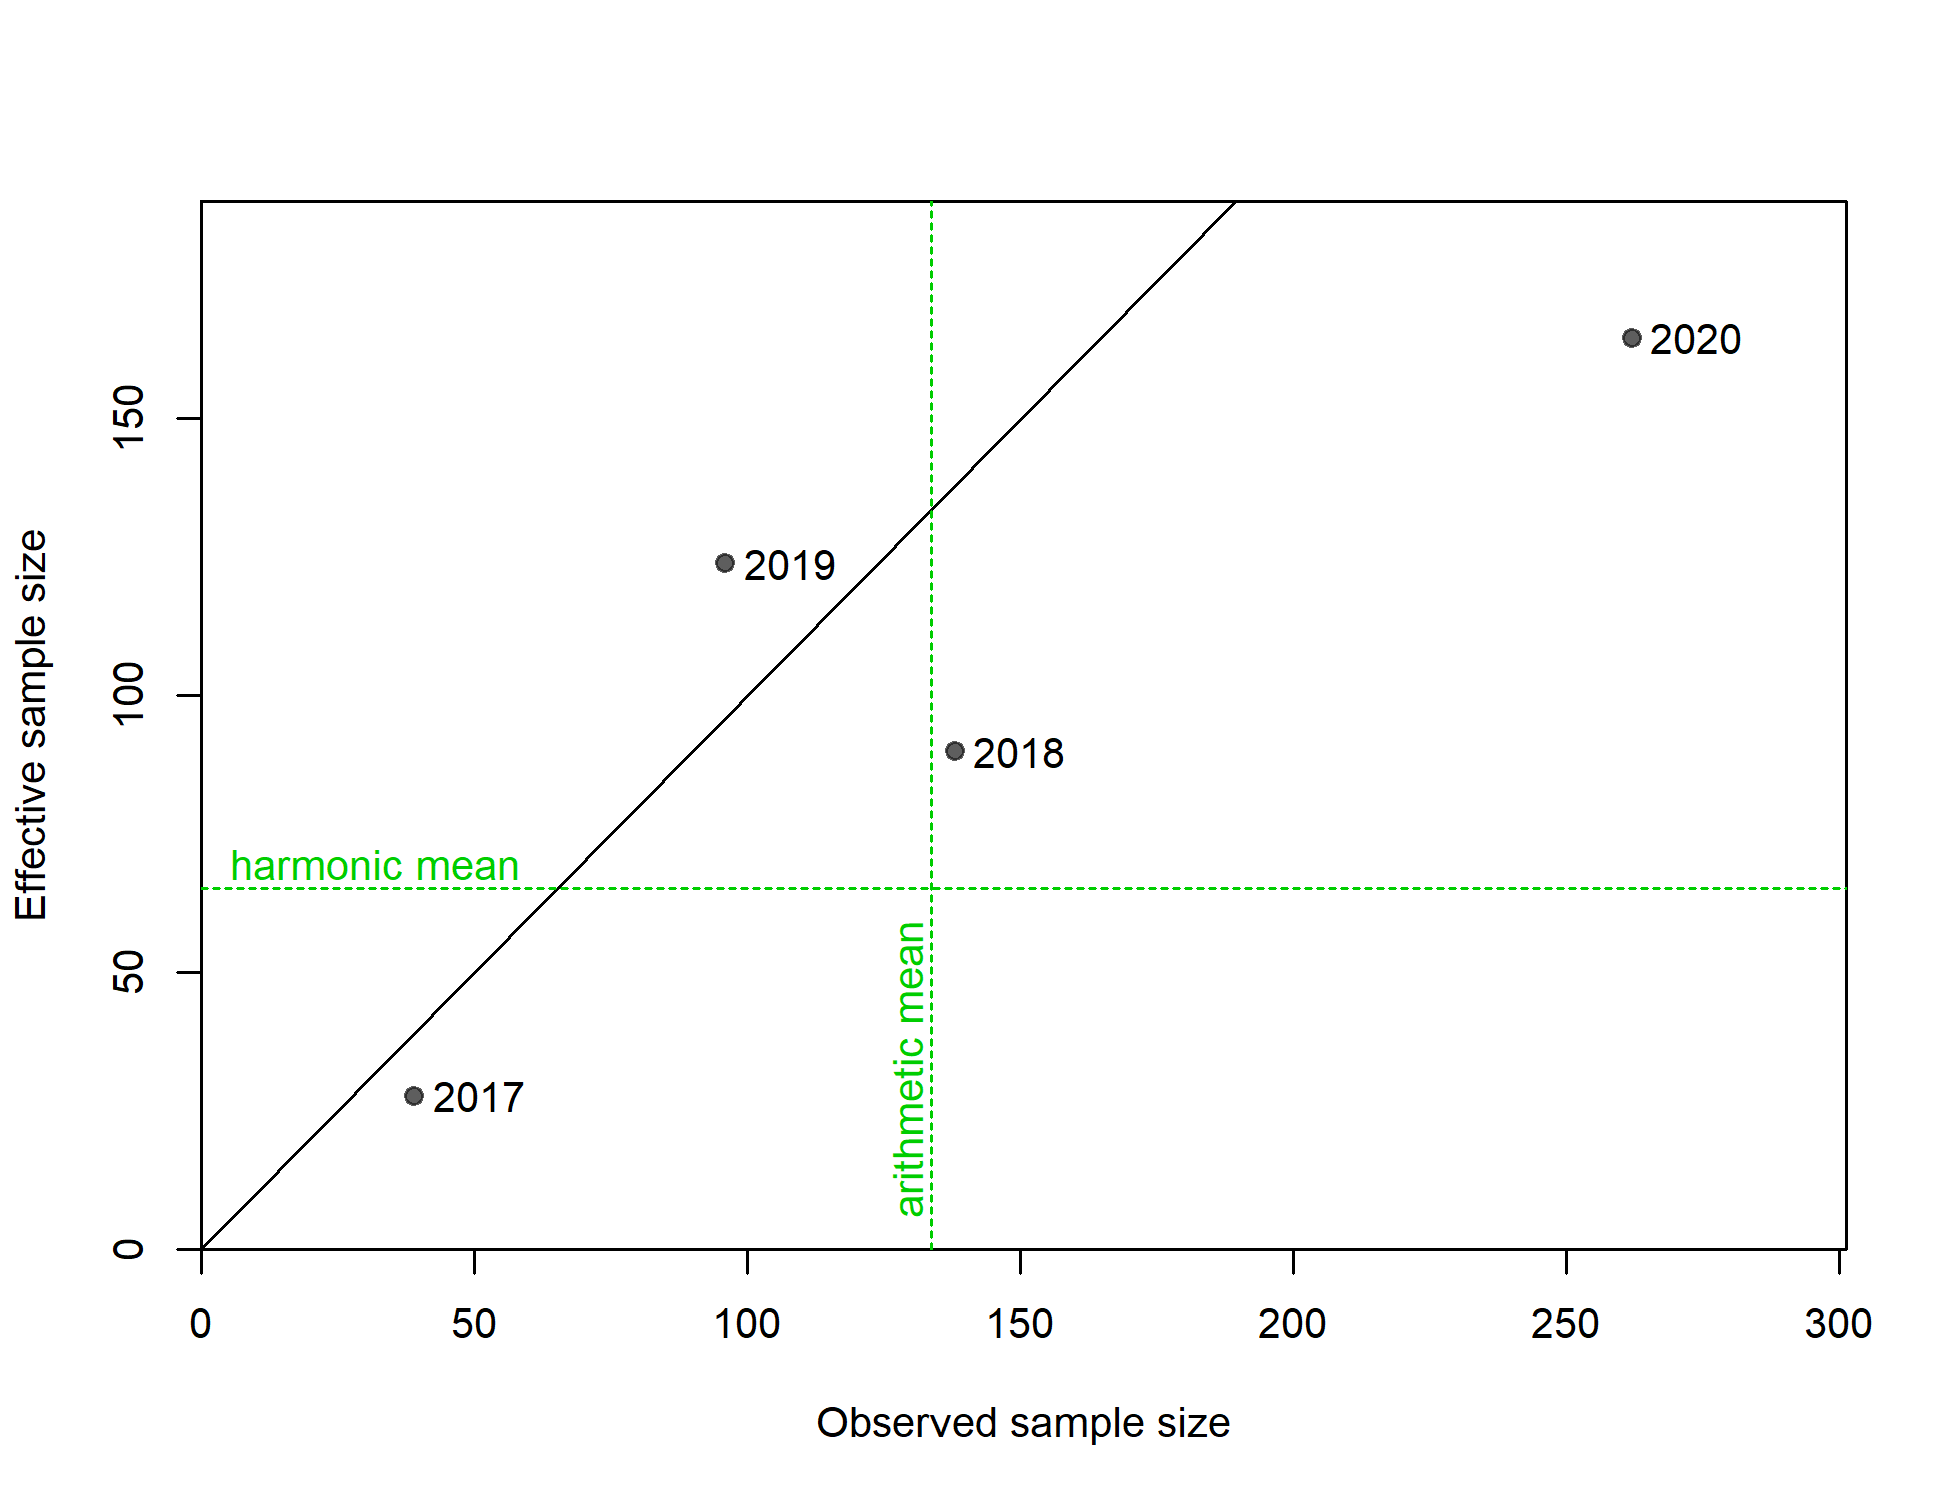 2020
150
2019
Effective sample size
100
2018
harmonic mean
arithmetic mean
50
2017
0
0 50 100 150 200 250 300
Observed sample size